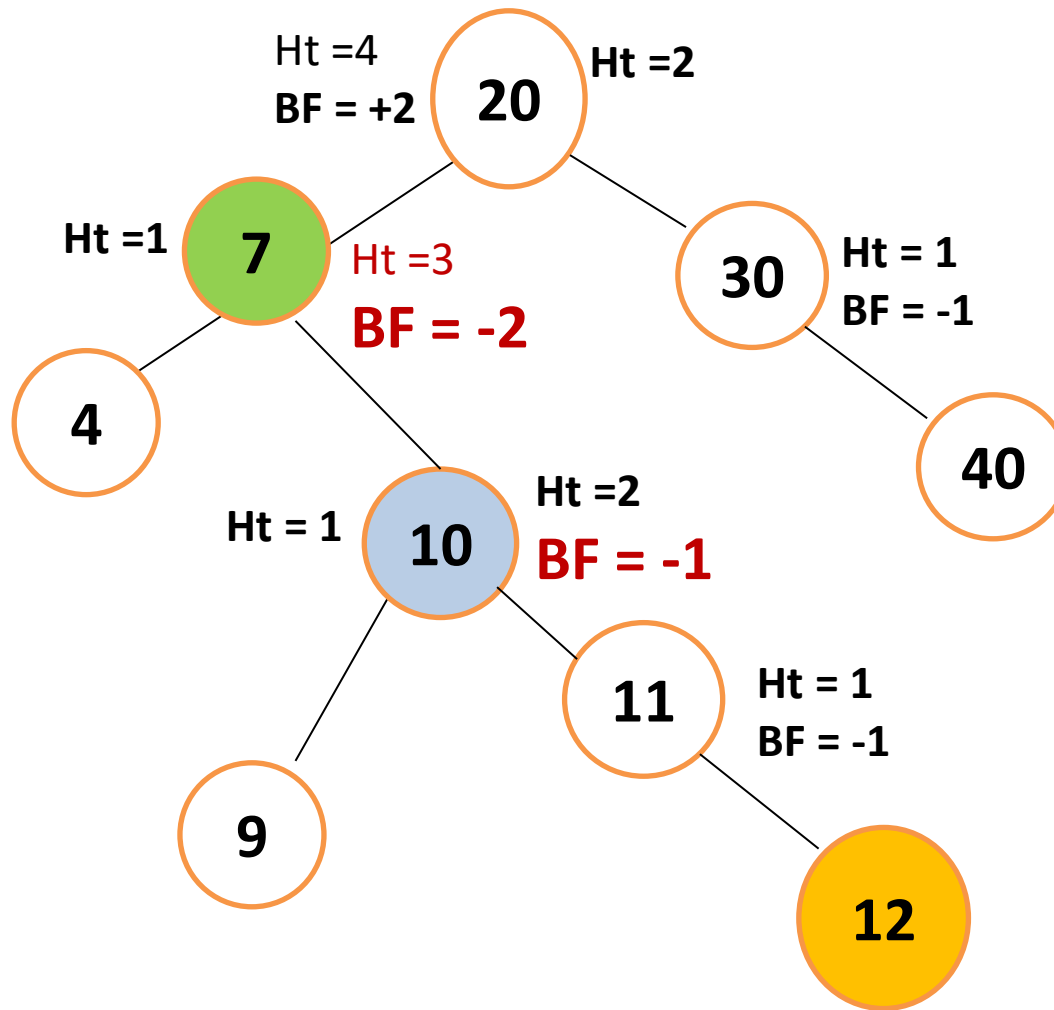 Ht =4
BF = +2
20
Ht =2
Ht =1
7
Ht =3
BF = -2
30
Ht = 1
BF = -1
4
40
Ht = 1
10
Ht =2
BF = -1
11
Ht = 1
BF = -1
9
12